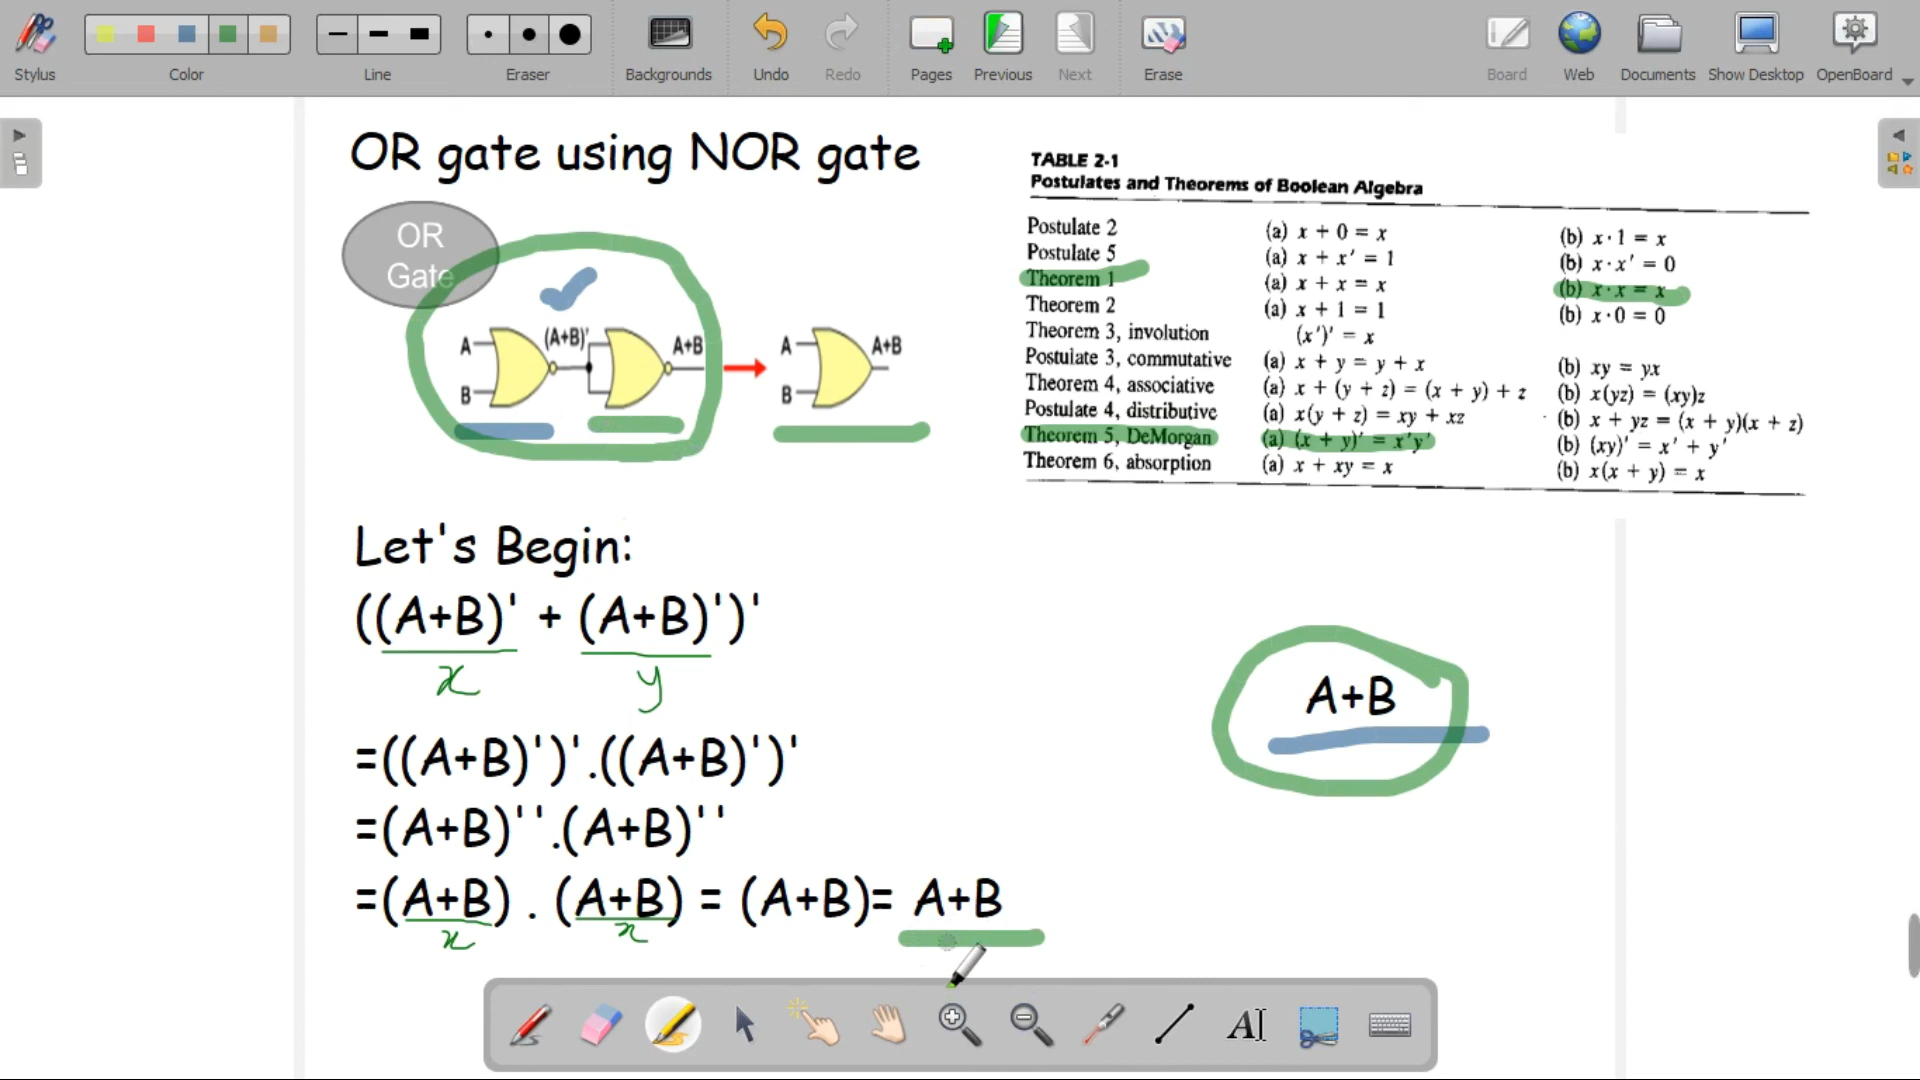 Stylus Color Line Eraser Backgrounds Undo Redo Pages Previous Next Erase Board Web Documents Show Desktop OpenBoard
OR gate using NOR gate
OR
Gate
A
B
(A+B)'
A+B
A
B
A+B
TABLE 2-1
Postulates and Theorems of Boolean Algebra
Postulate 2 (a) x + 0 = x (b) x · 1 = x
Postulate 5 (a) x + x' = 1 (b) x · x' = 0
Theorem 1 (a) x + x = x (b) x · x = x
Theorem 2 (a) x + 1 = 1 (b) x · 0 = 0
Theorem 3, involution (x')' = x
Postulate 3, commutative (a) x + y = y + x (b) xy = yx
Theorem 4, associative (a) x + (y + z) = (x + y) + z (b) x(yz) = (xy)z
Postulate 4, distributive (a) x(y + z) = xy + xz (b) x + yz = (x + y)(x + z)
Theorem 5, DeMorgan (a) (x + y)' = x'y' (b) (xy)' = x' + y'
Theorem 6, absorption (a) x + xy = x (b) x(x + y) = x
Let's Begin:
((A+B)' + (A+B)')'
x y
=((A+B)')'.((A+B)')'
=(A+B)''.(A+B)''
=(A+B) . (A+B) = (A+B)= A+B
x x
A+B
AI